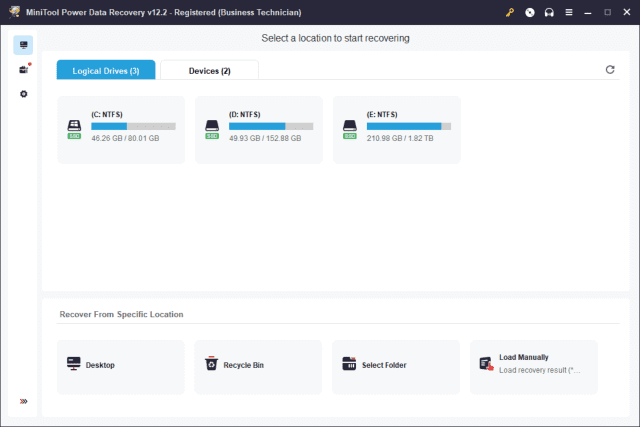 MiniTool Power Data Recovery v12.2 - Registered (Business Technician)
Select a location to start recovering
Logical Drives (3)
Devices (2)
(C: NTFS)
SSD
46.26 GB / 80.01 GB
(D: NTFS)
SSD
49.93 GB / 152.88 GB
(E: NTFS)
SSD
210.98 GB / 1.82 TB
Recover From Specific Location
Desktop
Recycle Bin
Select Folder
Load Manually
Load recovery result (*...